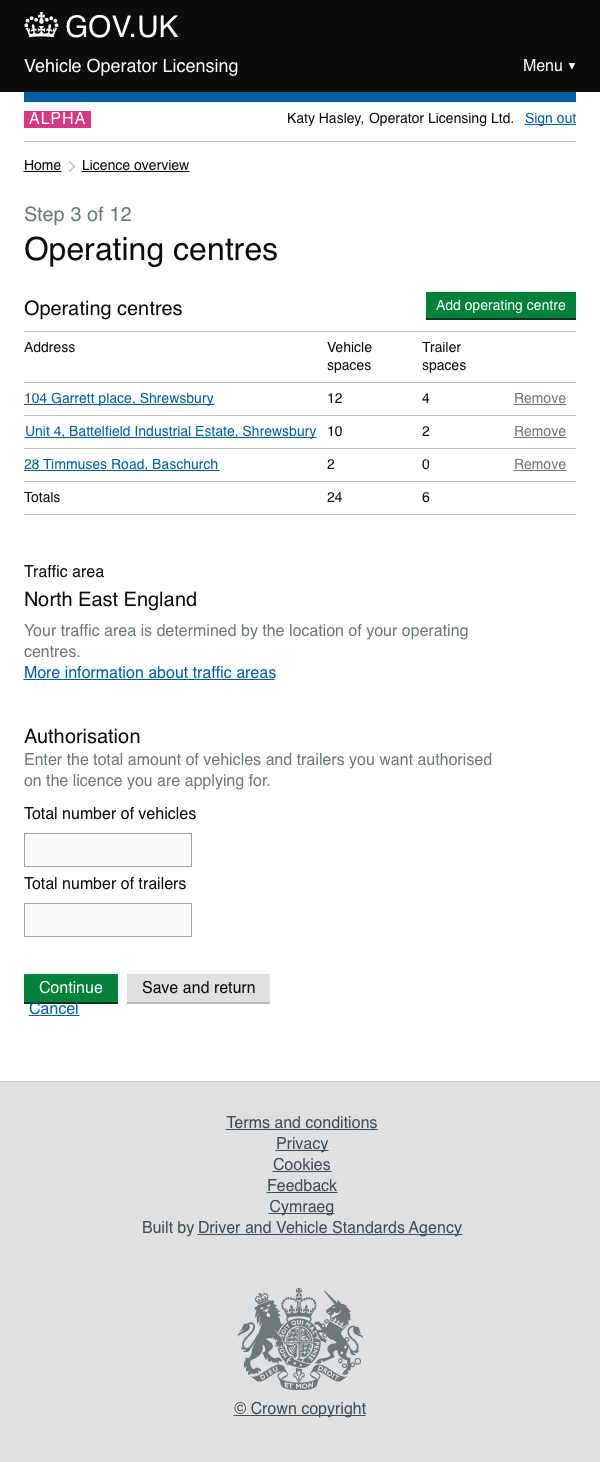 GOV.UK
Vehicle Operator Licensing
Menu ▼
ALPHA
Katy Hasley, Operator Licensing Ltd. Sign out
Home > Licence overview
Step 3 of 12
Operating centres
Operating centres
Add operating centre
Address Vehicle spaces Trailer spaces
104 Garrett place, Shrewsbury 12 4 Remove
Unit 4, Battelfield Industrial Estate, Shrewsbury 10 2 Remove
28 Timmuses Road, Baschurch 2 0 Remove
Totals 24 6
Traffic area
North East England
Your traffic area is determined by the location of your operating
centres.
More information about traffic areas
Authorisation
Enter the total amount of vehicles and trailers you want authorised
on the licence you are applying for.
Total number of vehicles
Total number of trailers
Continue Save and return
Cancel
Terms and conditions
Privacy
Cookies
Feedback
Cymraeg
Built by Driver and Vehicle Standards Agency
DIEU ET MON DROIT
© Crown copyright